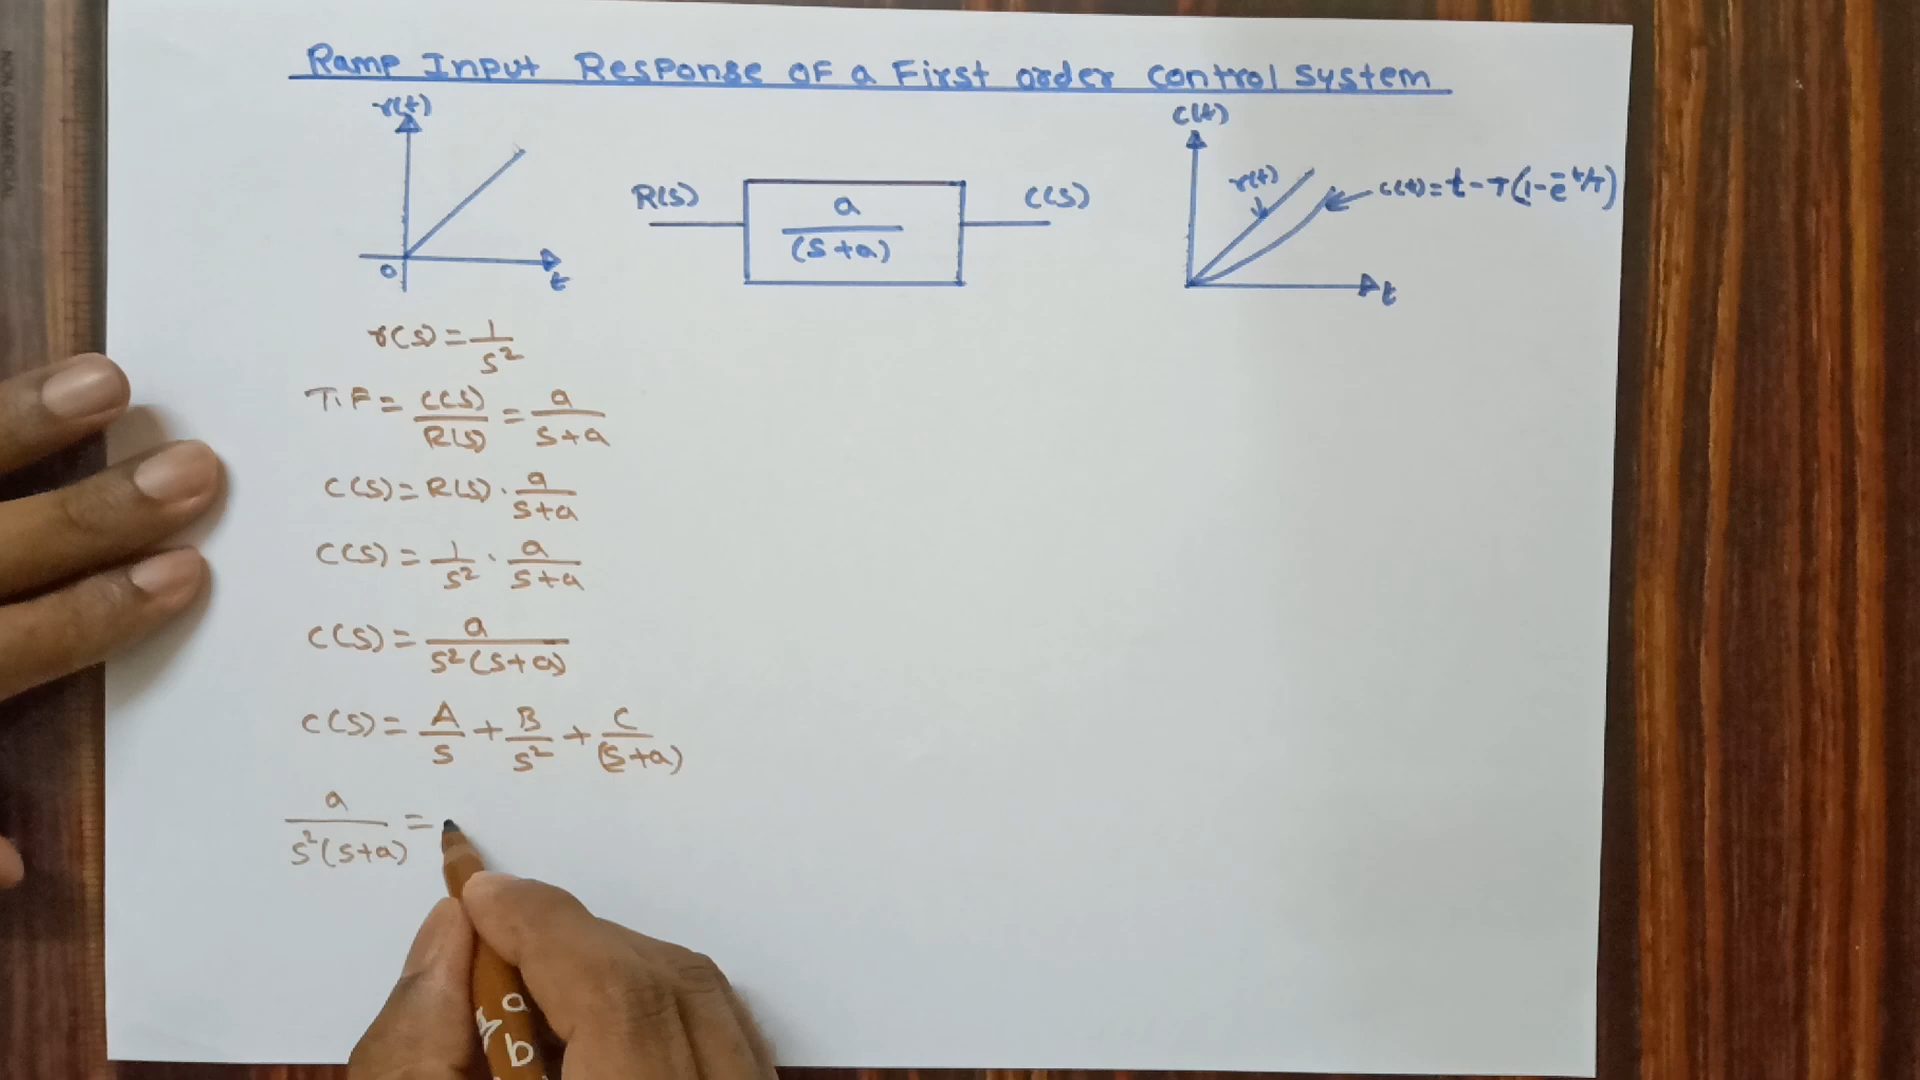 Ramp Input Response of a First order control system
r(t)
0
t
R(s)
a
(s+a)
C(s)
C(t)
r(t)
C(t)=t-T(1-e^-t/T)
t
r(s)=1/s²
T.F=C(s)/R(s)=a/s+a
C(s)=R(s).a/s+a
C(s)=1/s².a/s+a
C(s)=a/s²(s+a)
C(s)=A/s+B/s²+C/(s+a)
a/s²(s+a)=
a
b